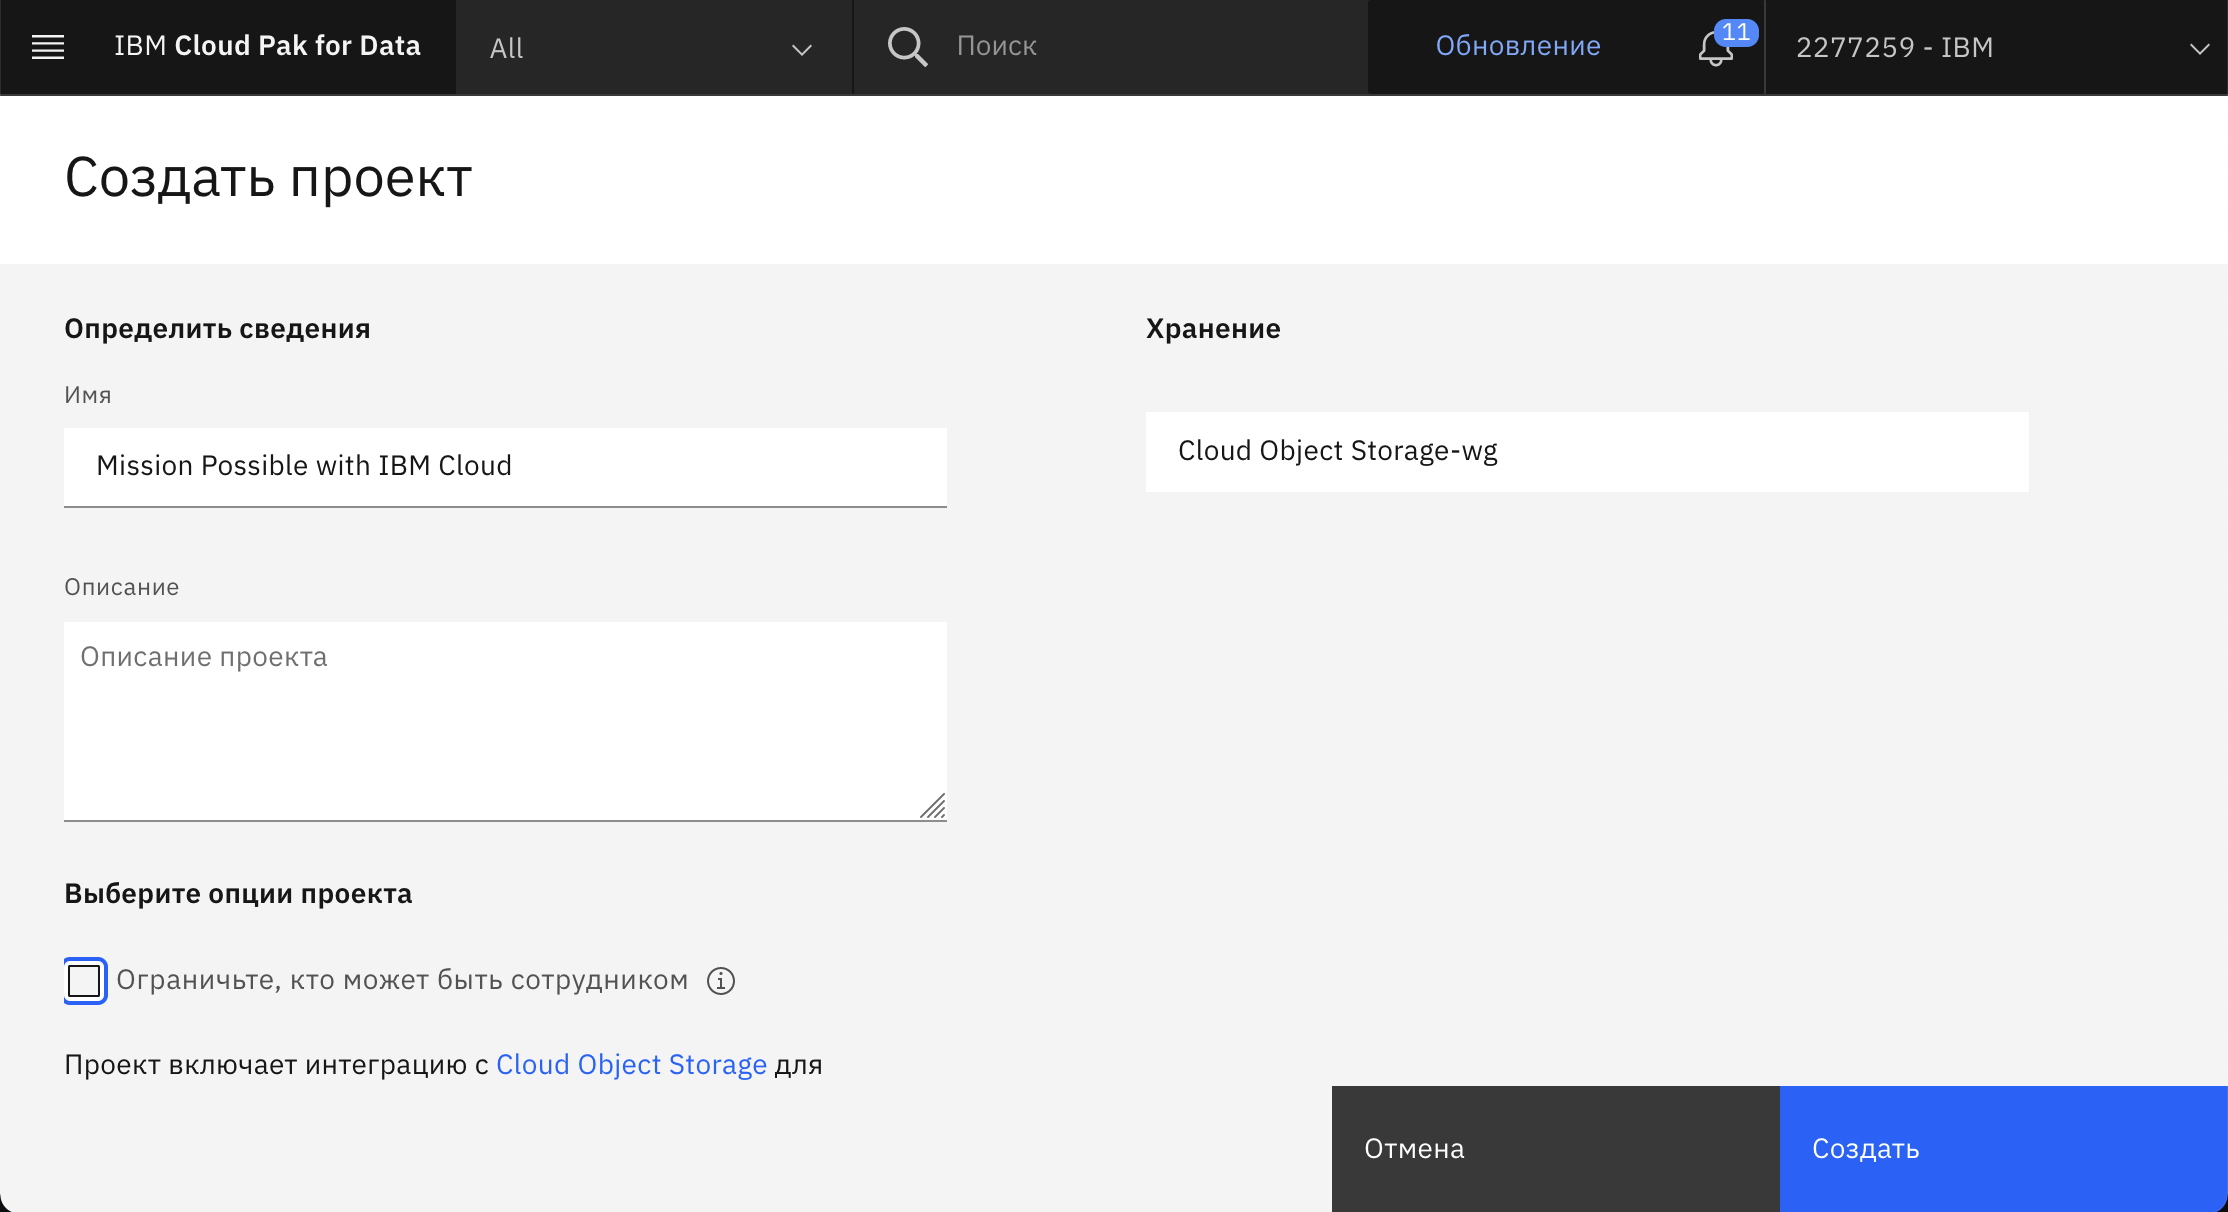 IBM Cloud Pak for Data
All
Поиск
Обновление
11
2277259 - IBM
Создать проект
Определить сведения
Хранение
Имя
Mission Possible with IBM Cloud
Cloud Object Storage-wg
Описание
Описание проекта
Выберите опции проекта
Ограничьте, кто может быть сотрудником
Проект включает интеграцию с Cloud Object Storage для
Отмена
Создать